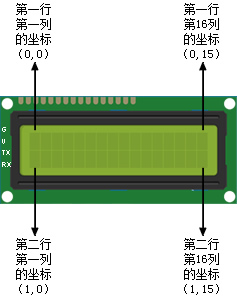 第一行
第一列
的坐标
(0,0)
第一行
第16列
的坐标
(0,15)
G
V
TX
RX
第二行
第一列
的坐标
(1,0)
第二行
第16列
的坐标
(1,15)